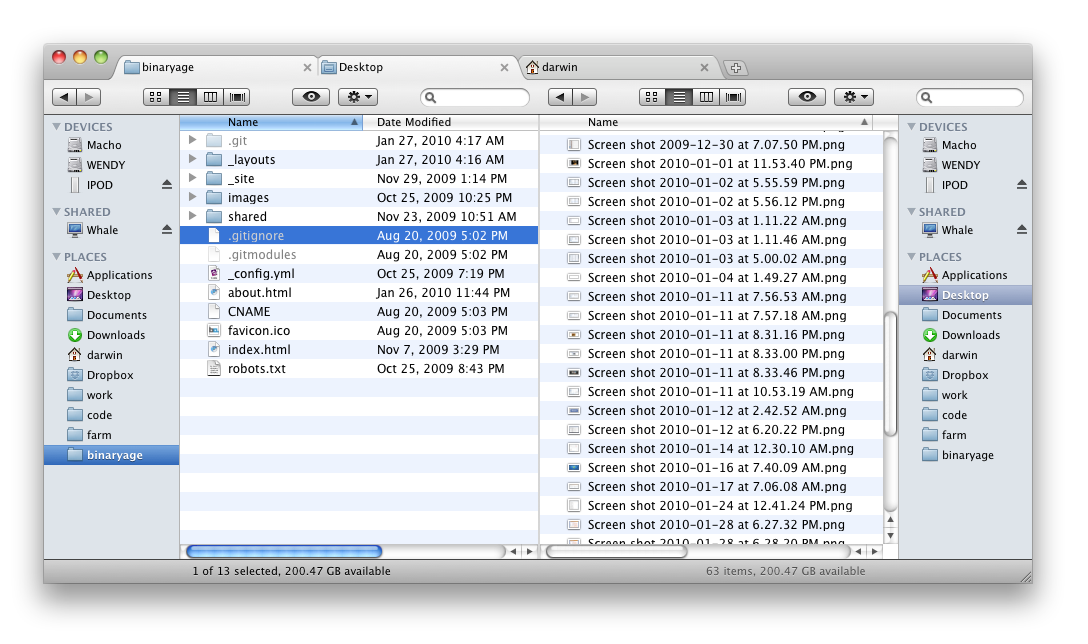 binaryage
Desktop
darwin
DEVICES
Macho
WENDY
IPOD
SHARED
Whale
PLACES
Applications
Desktop
Documents
Downloads
darwin
Dropbox
work
code
farm
binaryage
Name Date Modified
.git Jan 27, 2010 4:17 AM
_layouts Jan 27, 2010 4:16 AM
_site Nov 29, 2009 1:14 PM
images Oct 25, 2009 10:25 PM
shared Nov 23, 2009 10:51 AM
.gitignore Aug 20, 2009 5:02 PM
.gitmodules Aug 20, 2009 5:02 PM
_config.yml Oct 25, 2009 7:19 PM
about.html Jan 26, 2010 11:44 PM
CNAME Aug 20, 2009 5:03 PM
favicon.ico Aug 20, 2009 5:03 PM
index.html Nov 7, 2009 3:29 PM
robots.txt Oct 25, 2009 8:43 PM
1 of 13 selected, 200.47 GB available
Name
Screen shot 2009-12-30 at 7.07.50 PM.png
Screen shot 2010-01-01 at 11.53.40 PM.png
Screen shot 2010-01-02 at 5.55.59 PM.png
Screen shot 2010-01-02 at 5.56.12 PM.png
Screen shot 2010-01-03 at 1.11.22 AM.png
Screen shot 2010-01-03 at 1.11.46 AM.png
Screen shot 2010-01-03 at 5.00.02 AM.png
Screen shot 2010-01-04 at 1.49.27 AM.png
Screen shot 2010-01-11 at 7.56.53 AM.png
Screen shot 2010-01-11 at 7.57.18 AM.png
Screen shot 2010-01-11 at 8.31.16 PM.png
Screen shot 2010-01-11 at 8.33.00 PM.png
Screen shot 2010-01-11 at 8.33.46 PM.png
Screen shot 2010-01-11 at 10.53.19 AM.png
Screen shot 2010-01-12 at 2.42.52 AM.png
Screen shot 2010-01-12 at 6.20.22 PM.png
Screen shot 2010-01-14 at 12.30.10 AM.png
Screen shot 2010-01-16 at 7.40.09 AM.png
Screen shot 2010-01-17 at 7.06.08 AM.png
Screen shot 2010-01-24 at 12.41.24 PM.png
Screen shot 2010-01-28 at 6.27.32 PM.png
Screen shot 2010-01-28 at 6.28.20 PM.png
63 items, 200.47 GB available
DEVICES
Macho
WENDY
IPOD
SHARED
Whale
PLACES
Applications
Desktop
Documents
Downloads
darwin
Dropbox
work
code
farm
binaryage